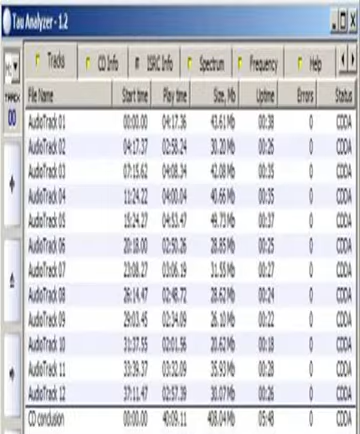 Tau Analyzer - 1.2
Tracks CD Info ISRC Info Spectrum Frequency Help
TRACK
00
File Name Start time Play time Size, Mb Uptime Errors Status
AudioTrack 01 00:00.00 04:17.36 43.61 Mb 00:38 0 CDDA
AudioTrack 02 04:17.37 02:58.24 30.20 Mb 00:26 0 CDDA
AudioTrack 03 07:15.62 04:08.34 42.08 Mb 00:35 0 CDDA
AudioTrack 04 11:24.22 04:00.04 40.66 Mb 00:35 0 CDDA
AudioTrack 05 15:24.27 04:53.47 49.73 Mb 00:37 0 CDDA
AudioTrack 06 20:18.00 02:50.26 28.85 Mb 00:25 0 CDDA
AudioTrack 07 23:08.27 03:06.19 31.55 Mb 00:27 0 CDDA
AudioTrack 08 26:14.47 02:48.72 28.62 Mb 00:24 0 CDDA
AudioTrack 09 29:03.45 02:34.09 26.10 Mb 00:22 0 CDDA
AudioTrack 10 31:37.55 02:01.56 20.62 Mb 00:18 0 CDDA
AudioTrack 11 33:39.37 03:32.09 35.93 Mb 00:28 0 CDDA
AudioTrack 12 37:11.47 02:57.39 30.07 Mb 00:26 0 CDDA
CD conclusion 00:00.00 40:09.11 408.04 Mb 05:48 0 CDDA